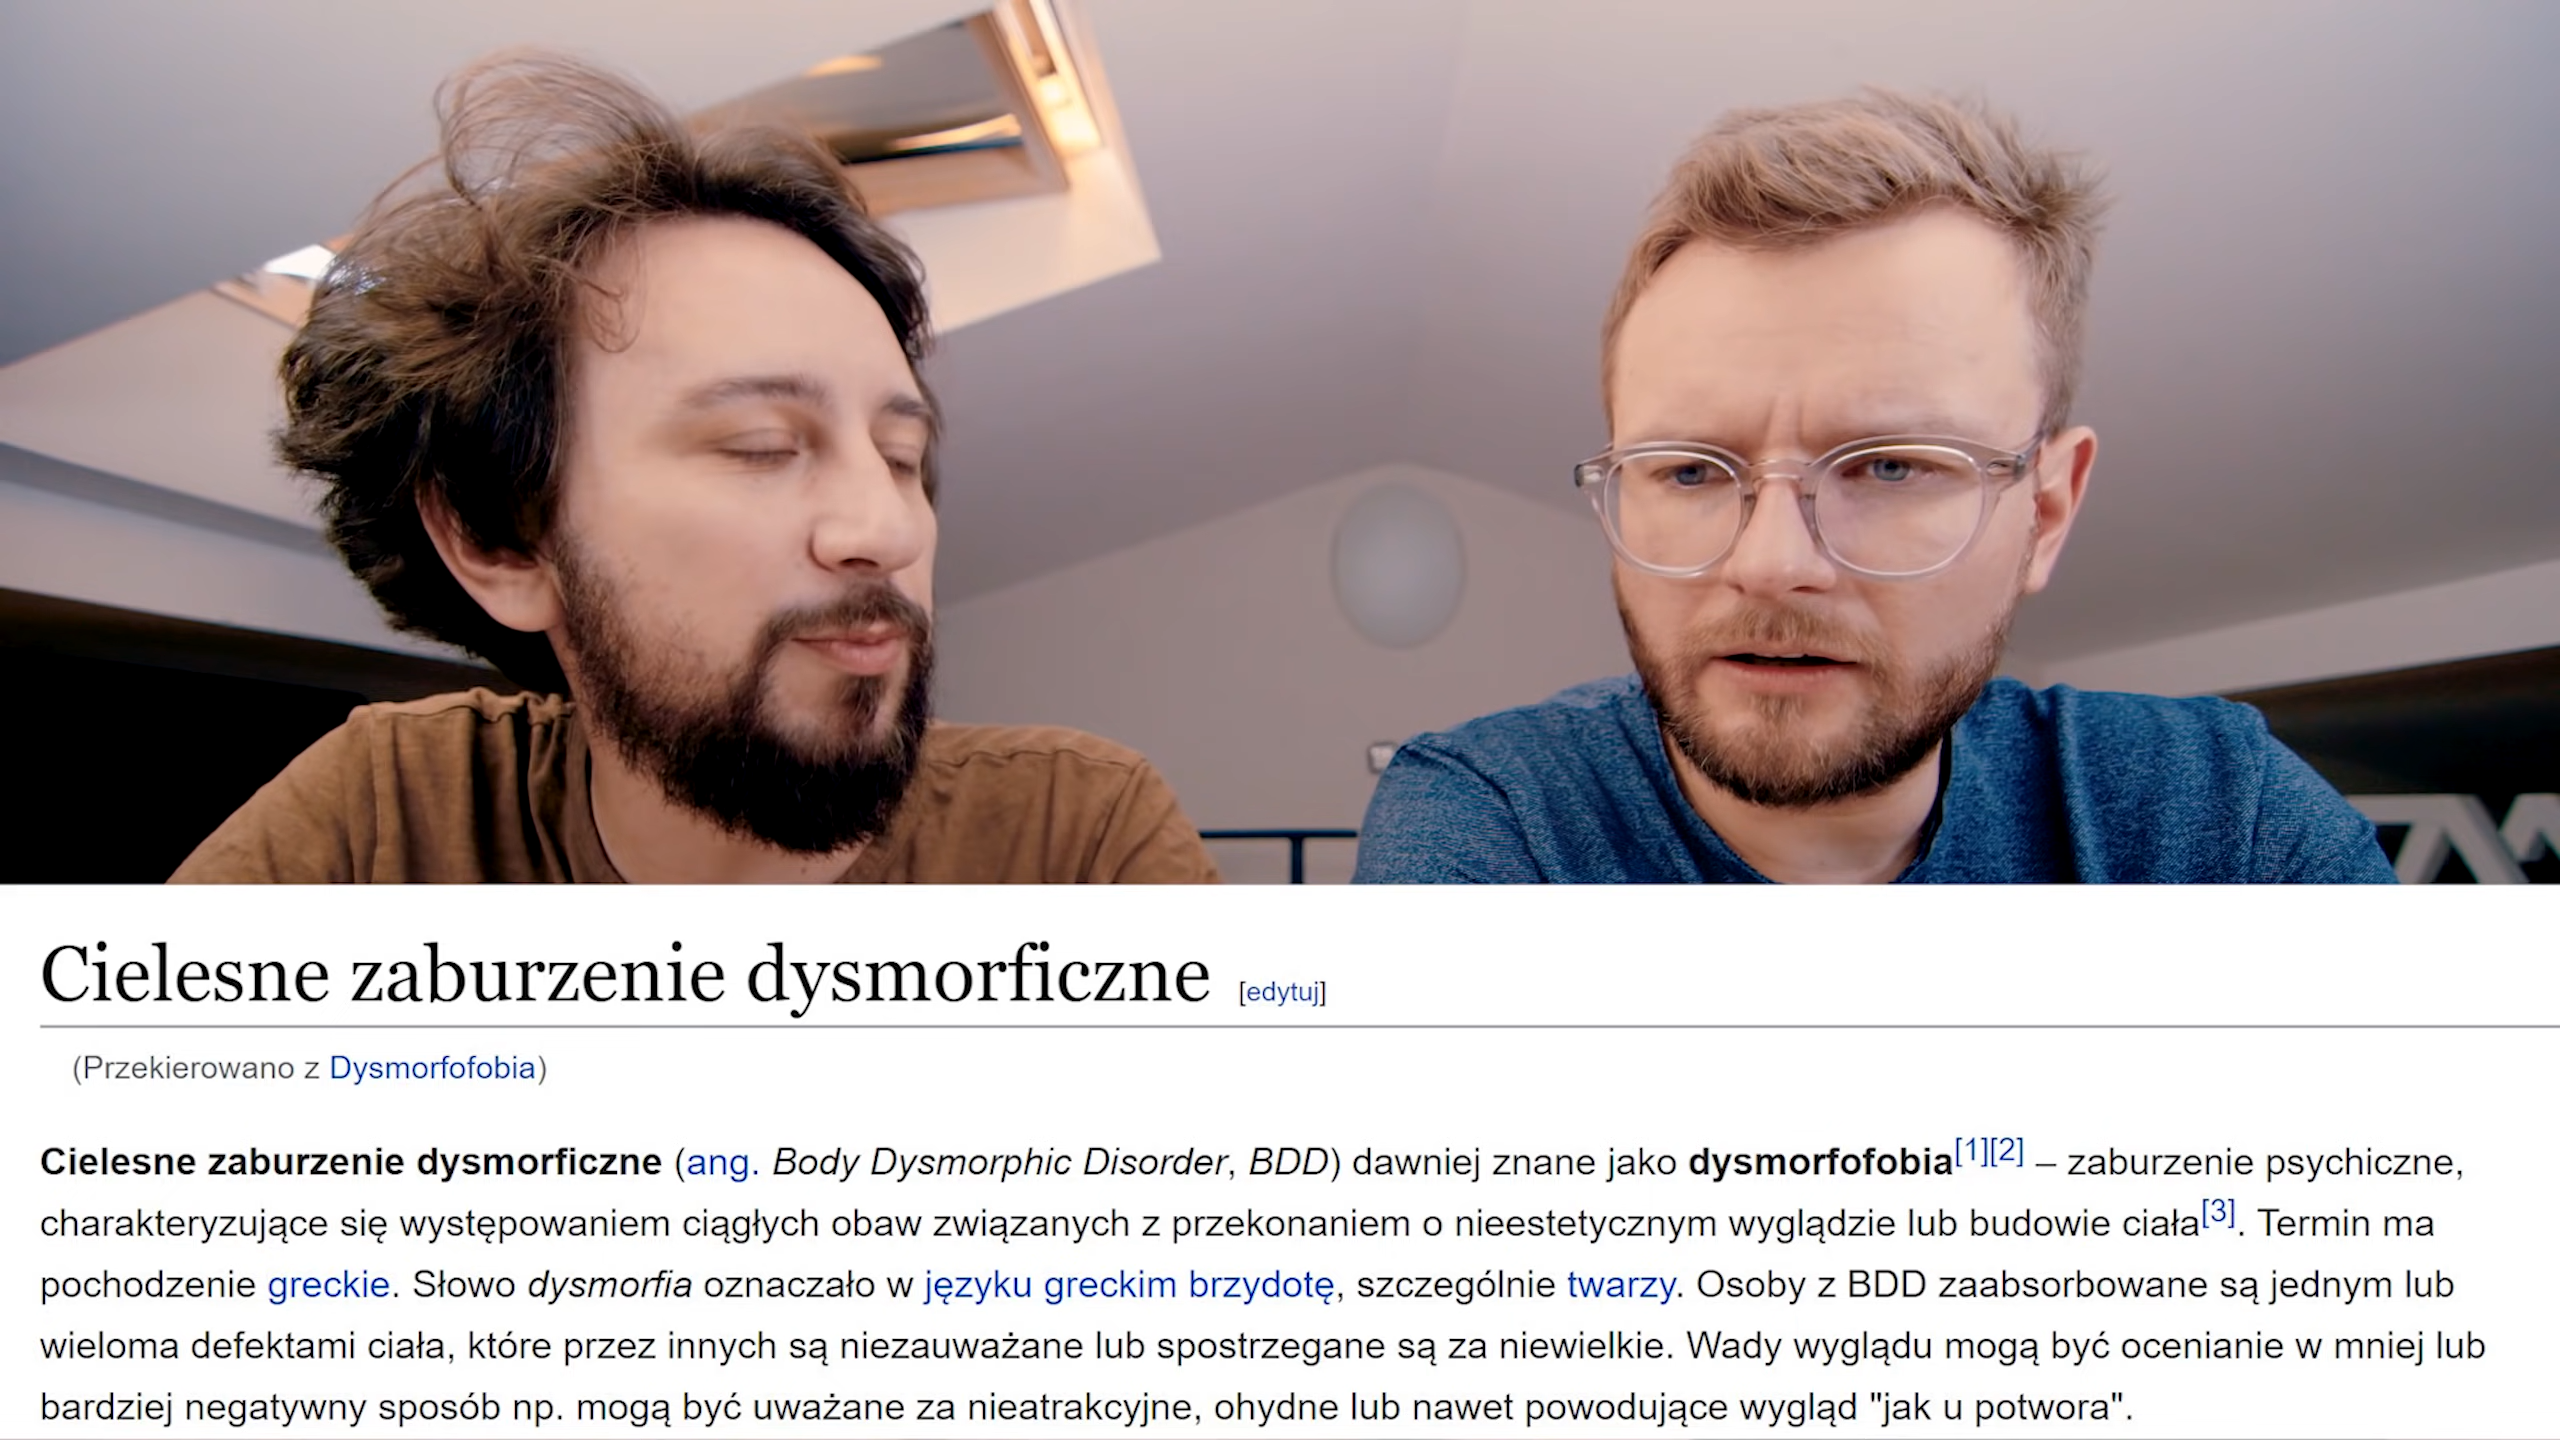 Cielesne zaburzenie dysmorficzne [edytuj]
(Przekierowano z Dysmorfofobia)
Cielesne zaburzenie dysmorficzne (ang. Body Dysmorphic Disorder, BDD) dawniej znane jako dysmorfofobia[1][2] – zaburzenie psychiczne,
charakteryzujące się występowaniem ciągłych obaw związanych z przekonaniem o nieestetycznym wyglądzie lub budowie ciała[3]. Termin ma
pochodzenie greckie. Słowo dysmorfia oznaczało w języku greckim brzydotę, szczególnie twarzy. Osoby z BDD zaabsorbowane są jednym lub
wieloma defektami ciała, które przez innych są niezauważane lub spostrzegane są za niewielkie. Wady wyglądu mogą być ocenianie w mniej lub
bardziej negatywny sposób np. mogą być uważane za nieatrakcyjne, ohydne lub nawet powodujące wygląd "jak u potwora".